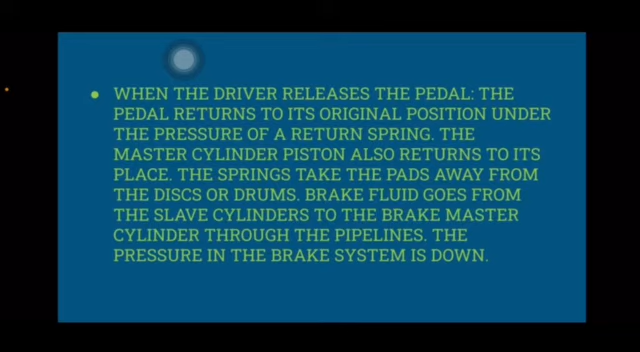 ● WHEN THE DRIVER RELEASES THE PEDAL: THE
PEDAL RETURNS TO ITS ORIGINAL POSITION UNDER
THE PRESSURE OF A RETURN SPRING. THE
MASTER CYLINDER PISTON ALSO RETURNS TO ITS
PLACE. THE SPRINGS TAKE THE PADS AWAY FROM
THE DISCS OR DRUMS. BRAKE FLUID GOES FROM
THE SLAVE CYLINDERS TO THE BRAKE MASTER
CYLINDER THROUGH THE PIPELINES. THE
PRESSURE IN THE BRAKE SYSTEM IS DOWN.